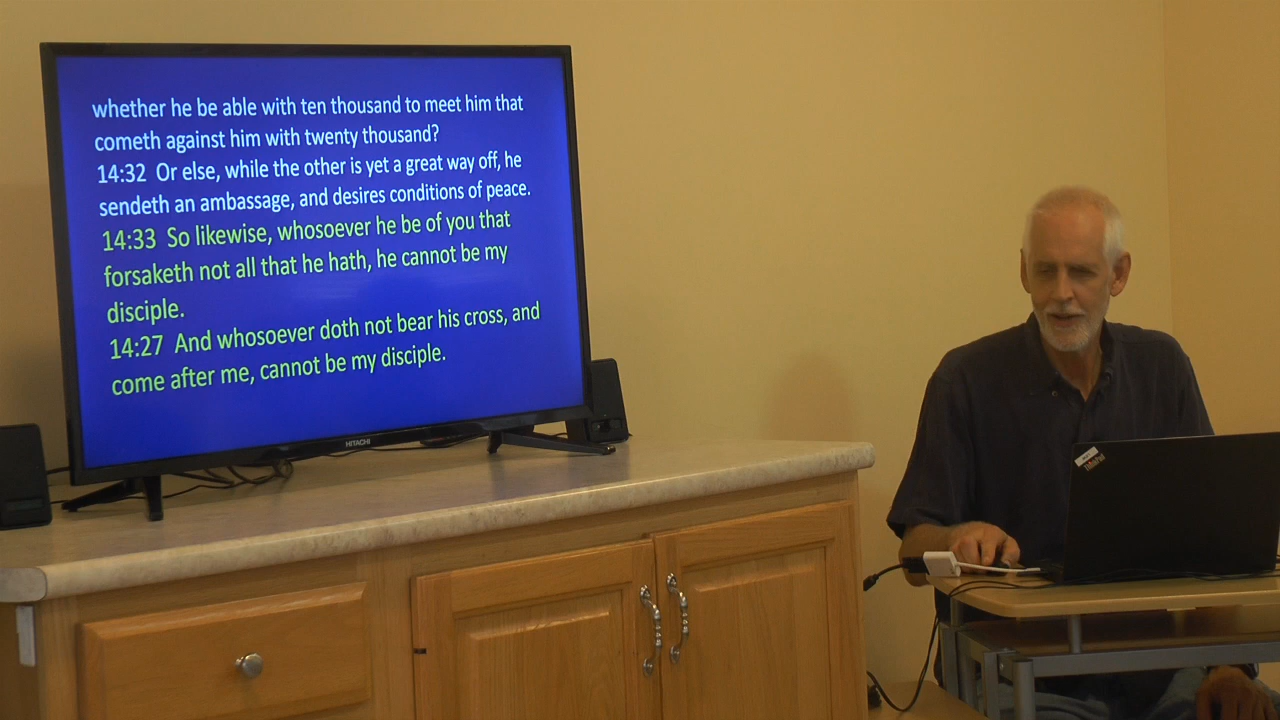 whether he be able with ten thousand to meet him that
cometh against him with twenty thousand?
14:32 Or else, while the other is yet a great way off, he
sendeth an ambassage, and desires conditions of peace.
14:33 So likewise, whosoever he be of you that
forsaketh not all that he hath, he cannot be my
disciple.
14:27 And whosoever doth not bear his cross, and
come after me, cannot be my disciple.
HITACHI
ThinkPad